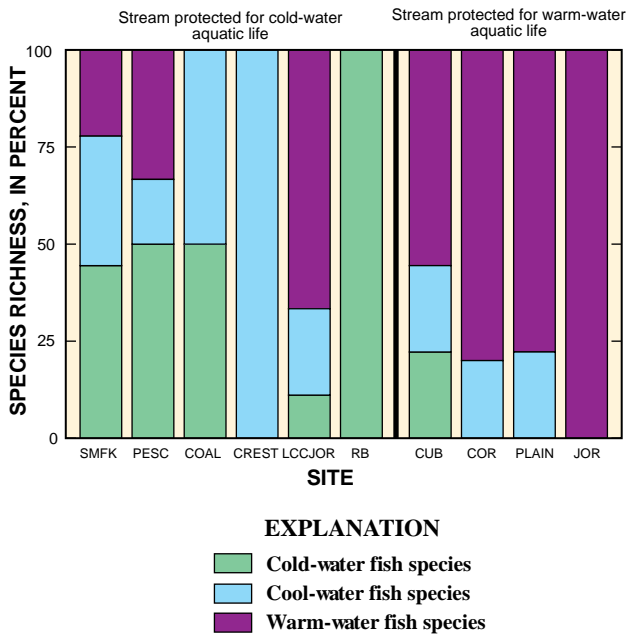 Stream protected for cold-water
aquatic life
Stream protected for warm-water
aquatic life
SPECIES RICHNESS, IN PERCENT
100
75
50
25
0
SMFK PESC COAL CREST LCCJOR RB CUB COR PLAIN JOR
SITE
EXPLANATION
Cold-water fish species
Cool-water fish species
Warm-water fish species